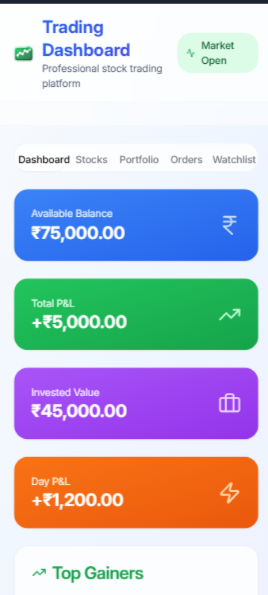 Trading
Dashboard
Professional stock trading
platform
Market
Open
Dashboard Stocks Portfolio Orders Watchlist
Available Balance
₹75,000.00
Total P&L
+₹5,000.00
Invested Value
₹45,000.00
Day P&L
+₹1,200.00
Top Gainers